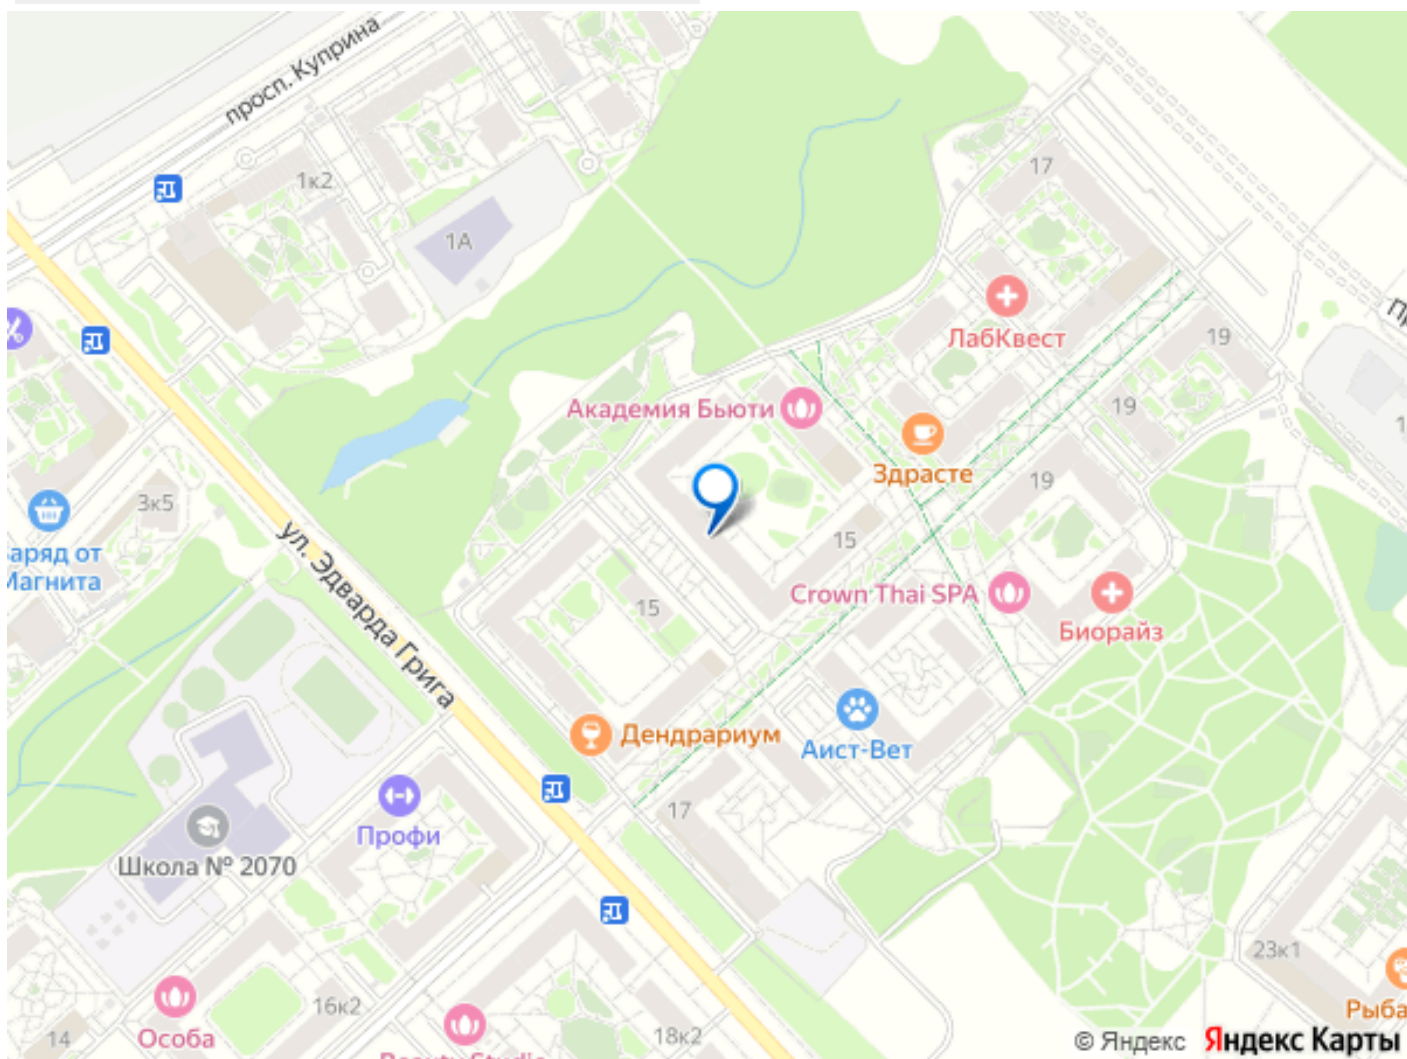 просп. Куприна
1к2
1А
17
ЛабКвест
19
Академия Бьюти
19
Здрасте
19
3к5
аряд от
Магнита
15
ул. Эдварда Грига
Crown Thai SPA
15
Биорайз
Дендрариум
Аист-Вет
17
Профи
Школа № 2070
23к1
16к2
Особа
14
18к2
Рыба
© Яндекс Яндекс Карты